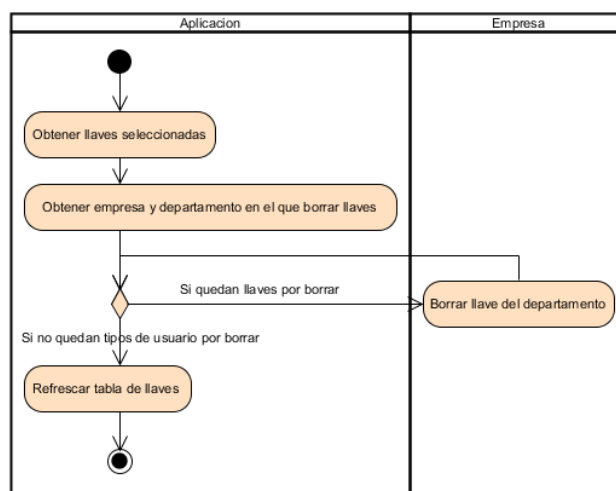 Aplicacion
Empresa
Obtener llaves seleccionadas
Obtener empresa y departamento en el que borrar llaves
Si quedan llaves por borrar
Borrar llave del departamento
Si no quedan tipos de usuario por borrar
Refrescar tabla de llaves